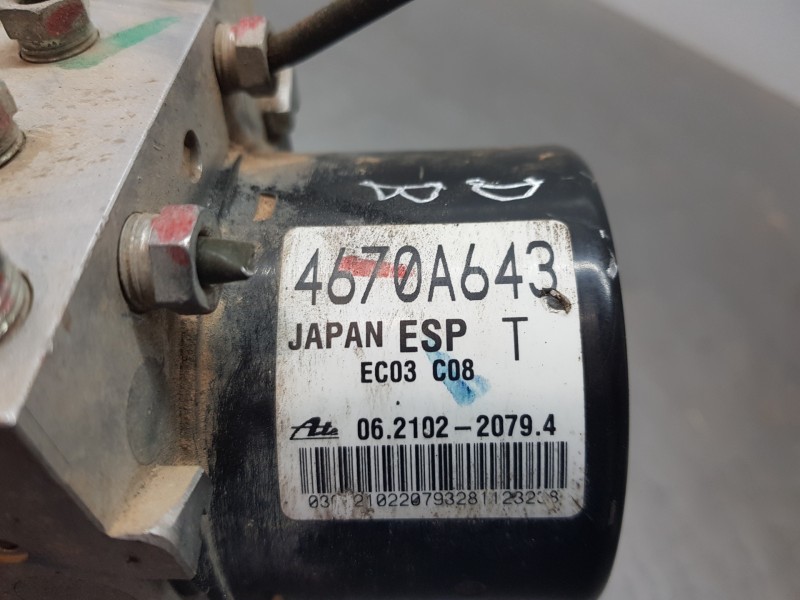 4670A643
JAPAN ESP T
EC03 C08
Ate 06.2102-2079.4